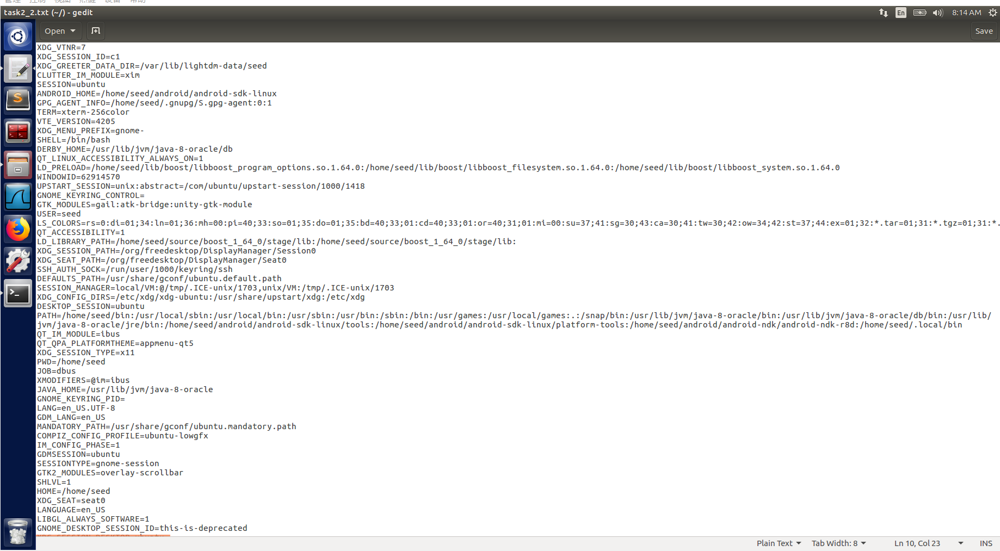 管理 控制 视图 热键 设备 帮助
task2_2.txt (~/) - gedit
En
8:14 AM
Open
Save
XDG_VTNR=7
XDG_SESSION_ID=c1
XDG_GREETER_DATA_DIR=/var/lib/lightdm-data/seed
CLUTTER_IM_MODULE=xim
SESSION=ubuntu
ANDROID_HOME=/home/seed/android/android-sdk-linux
GPG_AGENT_INFO=/home/seed/.gnupg/S.gpg-agent:0:1
TERM=xterm-256color
VTE_VERSION=4205
XDG_MENU_PREFIX=gnome-
SHELL=/bin/bash
DERBY_HOME=/usr/lib/jvm/java-8-oracle/db
QT_LINUX_ACCESSIBILITY_ALWAYS_ON=1
LD_PRELOAD=/home/seed/lib/boost/libboost_program_options.so.1.64.0:/home/seed/lib/boost/libboost_filesystem.so.1.64.0:/home/seed/lib/boost/libboost_system.so.1.64.0
WINDOWID=62914570
UPSTART_SESSION=unix:abstract=/com/ubuntu/upstart-session/1000/1418
GNOME_KEYRING_CONTROL=
GTK_MODULES=gail:atk-bridge:unity-gtk-module
USER=seed
LS_COLORS=rs=0:di=01;34:ln=01;36:mh=00:pi=40;33:so=01;35:do=01;35:bd=40;33;01:cd=40;33;01:or=40;31;01:mi=00:su=37;41:sg=30;43:ca=30;41:tw=30;42:ow=34;42:st=37;44:ex=01;32:*.tar=01;31:*.tgz=01;31:*.
QT_ACCESSIBILITY=1
LD_LIBRARY_PATH=/home/seed/source/boost_1_64_0/stage/lib:/home/seed/source/boost_1_64_0/stage/lib:
XDG_SESSION_PATH=/org/freedesktop/DisplayManager/Session0
XDG_SEAT_PATH=/org/freedesktop/DisplayManager/Seat0
SSH_AUTH_SOCK=/run/user/1000/keyring/ssh
DEFAULTS_PATH=/usr/share/gconf/ubuntu.default.path
SESSION_MANAGER=local/VM:@/tmp/.ICE-unix/1703,unix/VM:/tmp/.ICE-unix/1703
XDG_CONFIG_DIRS=/etc/xdg/xdg-ubuntu:/usr/share/upstart/xdg:/etc/xdg
DESKTOP_SESSION=ubuntu
PATH=/home/seed/bin:/usr/local/sbin:/usr/local/bin:/usr/sbin:/usr/bin:/sbin:/bin:/usr/games:/usr/local/games:.:/snap/bin:/usr/lib/jvm/java-8-oracle/bin:/usr/lib/jvm/java-8-oracle/db/bin:/usr/lib/
jvm/java-8-oracle/jre/bin:/home/seed/android/android-sdk-linux/tools:/home/seed/android/android-sdk-linux/platform-tools:/home/seed/android/android-ndk/android-ndk-r8d:/home/seed/.local/bin
QT_IM_MODULE=ibus
QT_QPA_PLATFORMTHEME=appmenu-qt5
XDG_SESSION_TYPE=x11
PWD=/home/seed
JOB=dbus
XMODIFIERS=@im=ibus
JAVA_HOME=/usr/lib/jvm/java-8-oracle
GNOME_KEYRING_PID=
LANG=en_US.UTF-8
GDM_LANG=en_US
MANDATORY_PATH=/usr/share/gconf/ubuntu.mandatory.path
COMPIZ_CONFIG_PROFILE=ubuntu-lowgfx
IM_CONFIG_PHASE=1
GDMSESSION=ubuntu
SESSIONTYPE=gnome-session
GTK2_MODULES=overlay-scrollbar
SHLVL=1
HOME=/home/seed
XDG_SEAT=seat0
LANGUAGE=en_US
LIBGL_ALWAYS_SOFTWARE=1
GNOME_DESKTOP_SESSION_ID=this-is-deprecated
Plain Text
Tab Width: 8
Ln 10, Col 23
INS